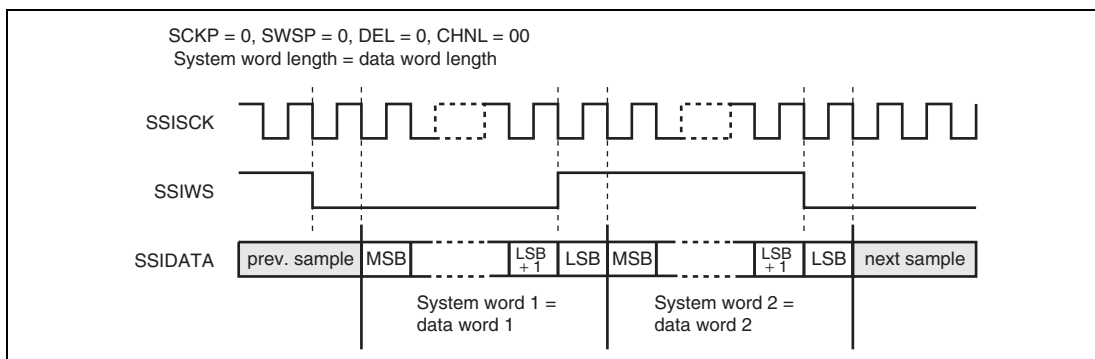 SCKP = 0, SWSP = 0, DEL = 0, CHNL = 00
System word length = data word length
SSISCK
SSIWS
SSIDATA
prev. sample
MSB
LSB
+ 1
LSB
MSB
LSB
+ 1
LSB
next sample
System word 1 =
data word 1
System word 2 =
data word 2